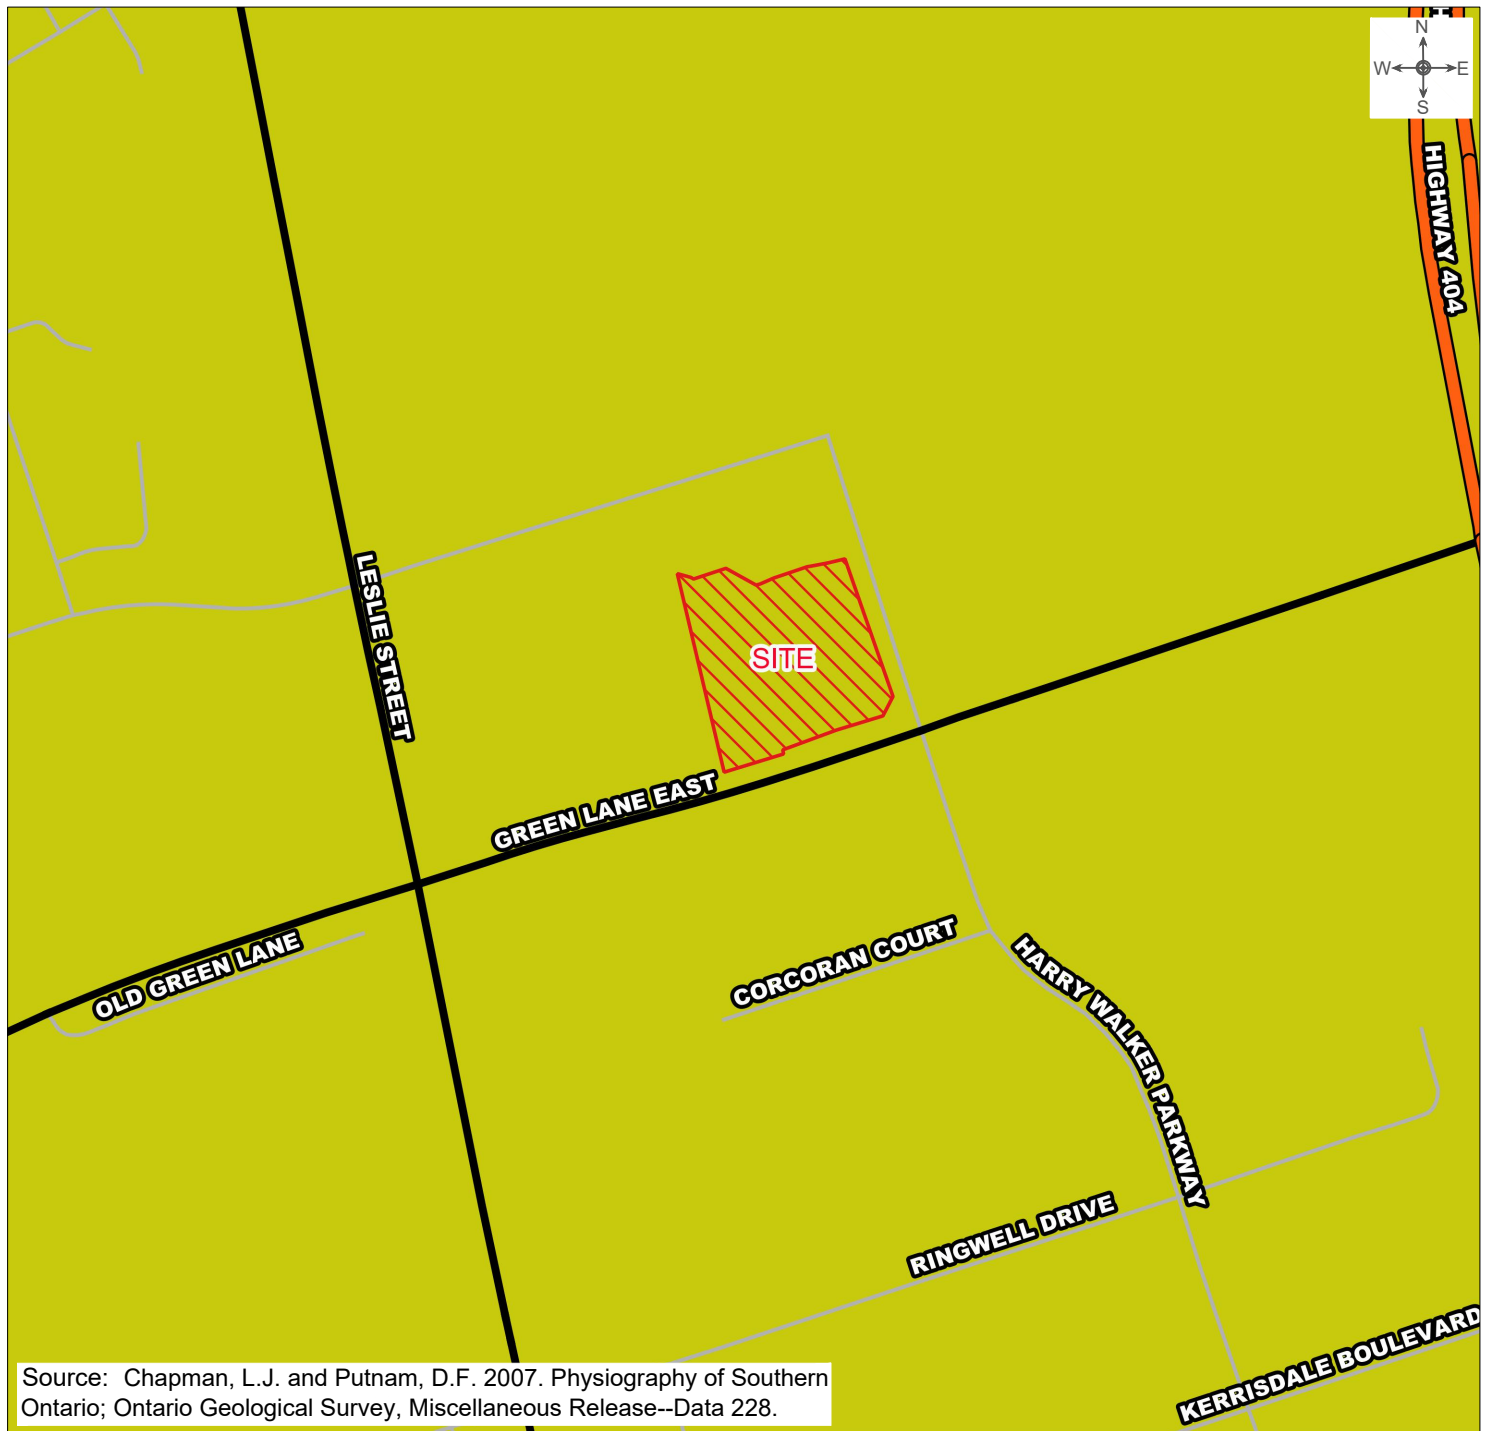 N
W E
S
HIGHWAY 404
LESLIE STREET
SITE
GREEN LANE EAST
OLD GREEN LANE
CORCORAN COURT
HARRY WALKER PARKWAY
RINGWELL DRIVE
KERRISDALE BOULEVARD
Source: Chapman, L.J. and Putnam, D.F. 2007. Physiography of Southern
Ontario; Ontario Geological Survey, Miscellaneous Release--Data 228.